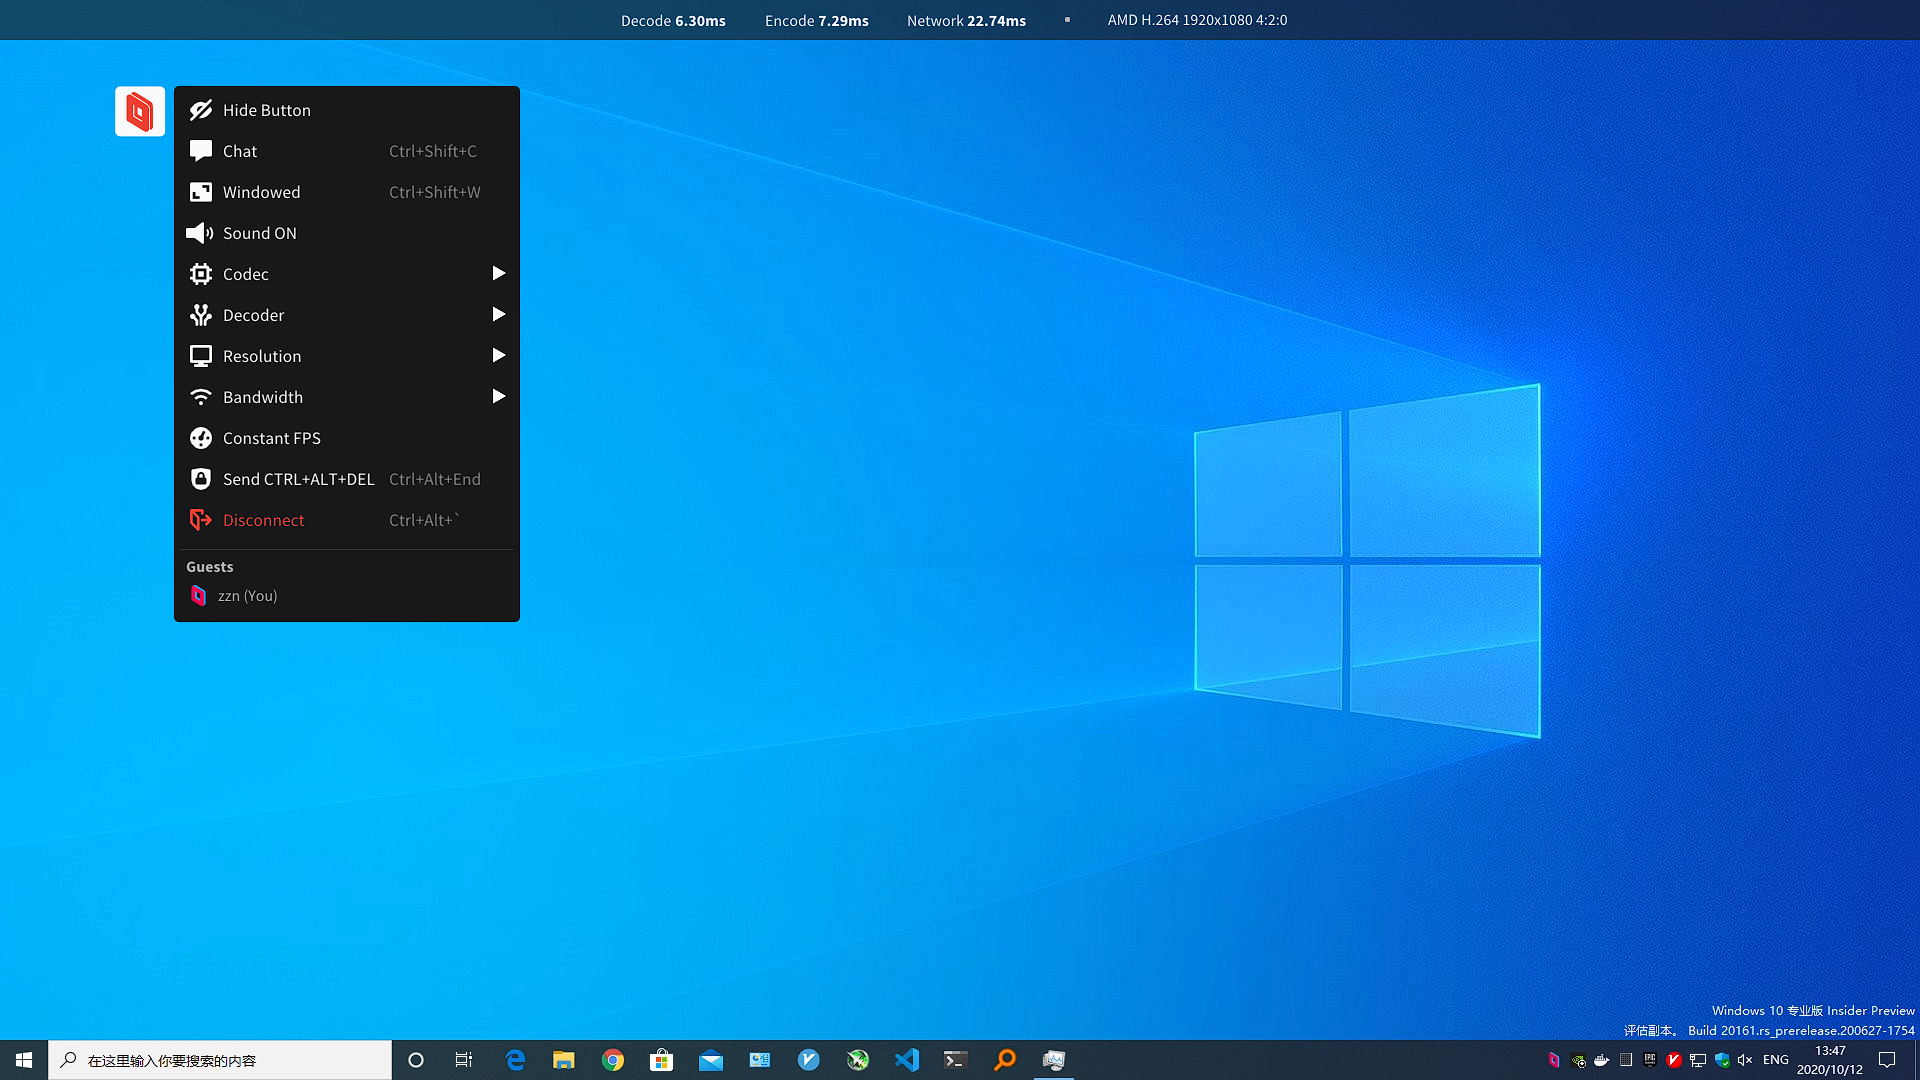 Decode 6.30ms Encode 7.29ms Network 22.74ms AMD H.264 1920x1080 4:2:0
Hide Button
Chat Ctrl+Shift+C
Windowed Ctrl+Shift+W
Sound ON
Codec
Decoder
Resolution
Bandwidth
Constant FPS
Send CTRL+ALT+DEL Ctrl+Alt+End
Disconnect Ctrl+Alt+`
Guests
zzn (You)
Windows 10 专业版 Insider Preview
评估副本。 Build 20161.rs_prerelease.200627-1754
在这里输入你要搜索的内容
ENG
13:47
2020/10/12